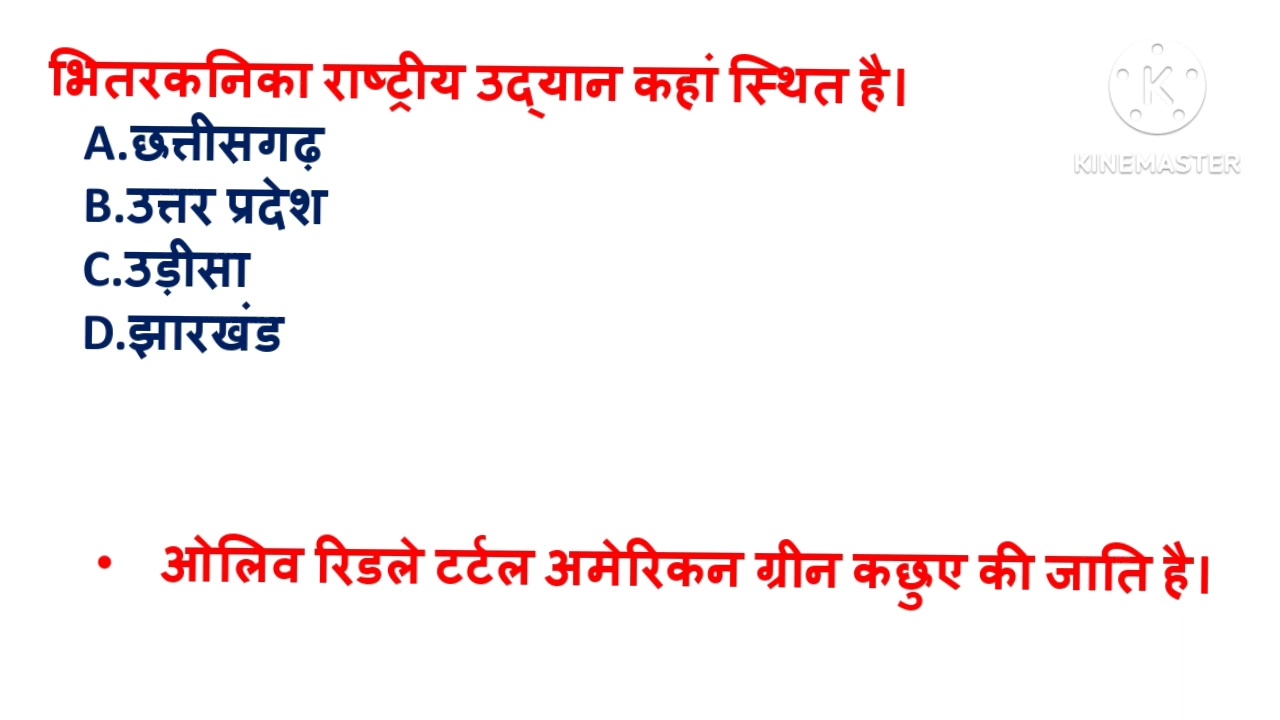 भितरकनिका राष्ट्रीय उद्यान कहां स्थित है।
K
KINEMASTER
A.छत्तीसगढ़
B.उत्तर प्रदेश
C.उड़ीसा
D.झारखंड
• ओलिव रिडले टर्टल अमेरिकन ग्रीन कछुए की जाति है।